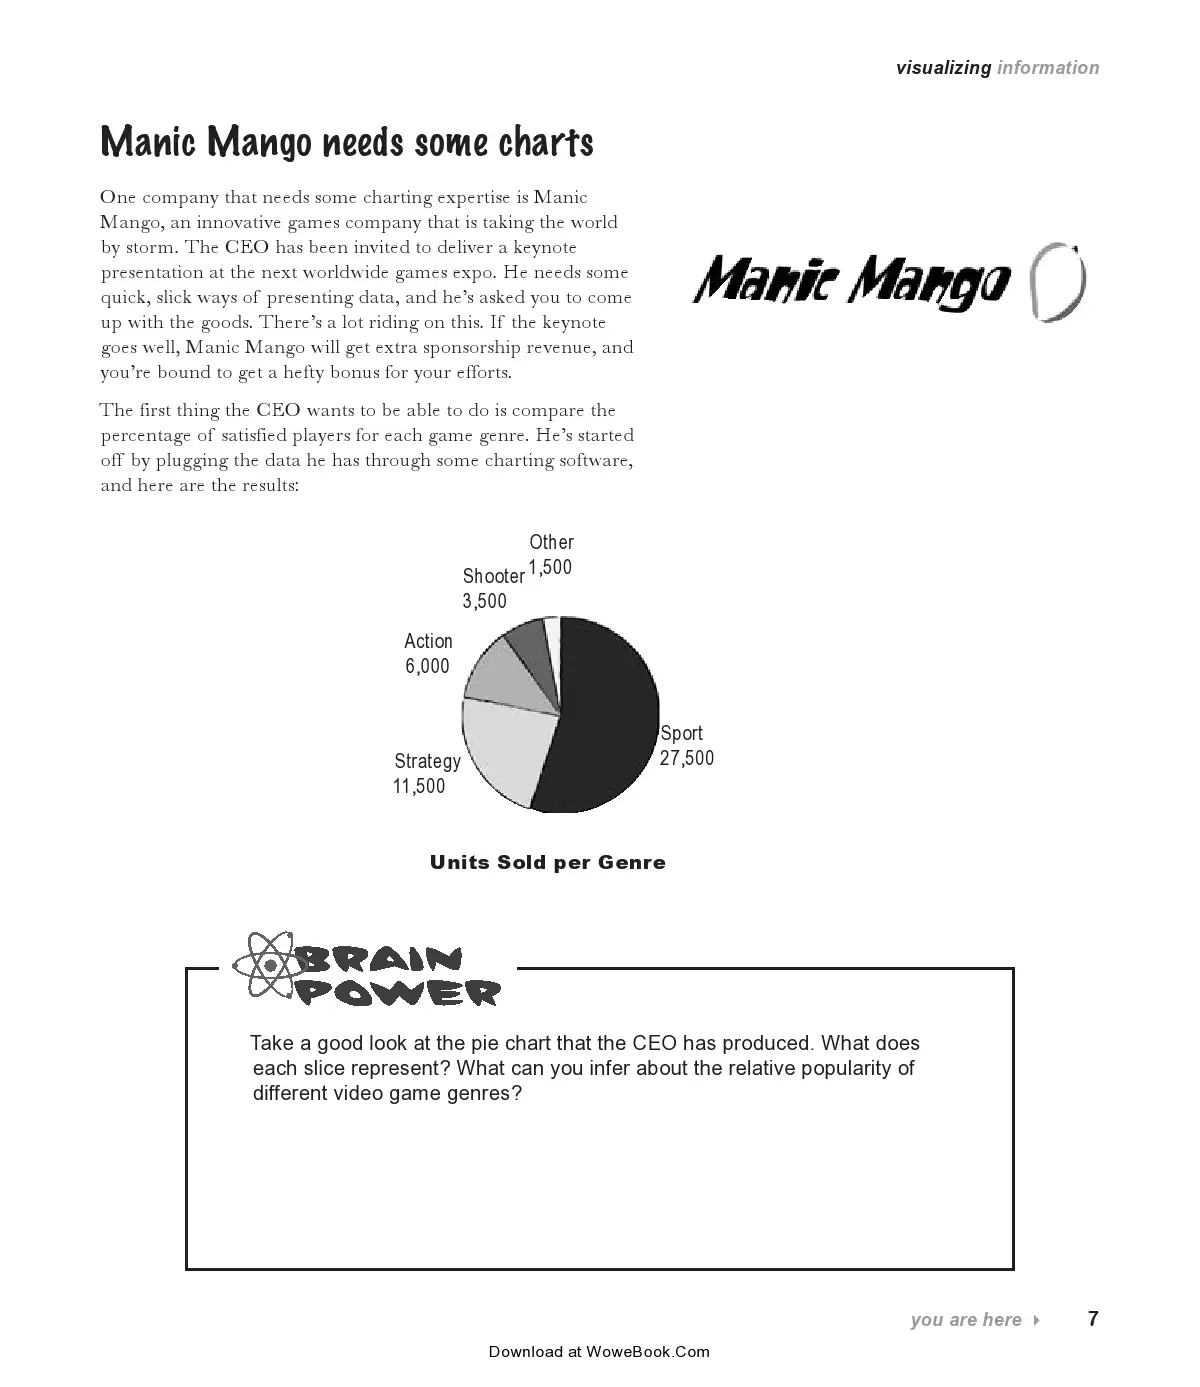 visualizing information
Manic Mango needs some charts
One company that needs some charting expertise is Manic
Mango, an innovative games company that is taking the world
by storm. The CEO has been invited to deliver a keynote
presentation at the next worldwide games expo. He needs some
quick, slick ways of presenting data, and he’s asked you to come
up with the goods. There’s a lot riding on this. If the keynote
goes well, Manic Mango will get extra sponsorship revenue, and
you’re bound to get a hefty bonus for your efforts.
Manic Mango
The first thing the CEO wants to be able to do is compare the
percentage of satisfied players for each game genre. He’s started
off by plugging the data he has through some charting software,
and here are the results:
Other
1,500
Shooter
3,500
Action
6,000
Sport
27,500
Strategy
11,500
Units Sold per Genre
BRAIN
POWER
Take a good look at the pie chart that the CEO has produced. What does
each slice represent? What can you infer about the relative popularity of
different video game genres?
you are here 7
Download at WoweBook.Com